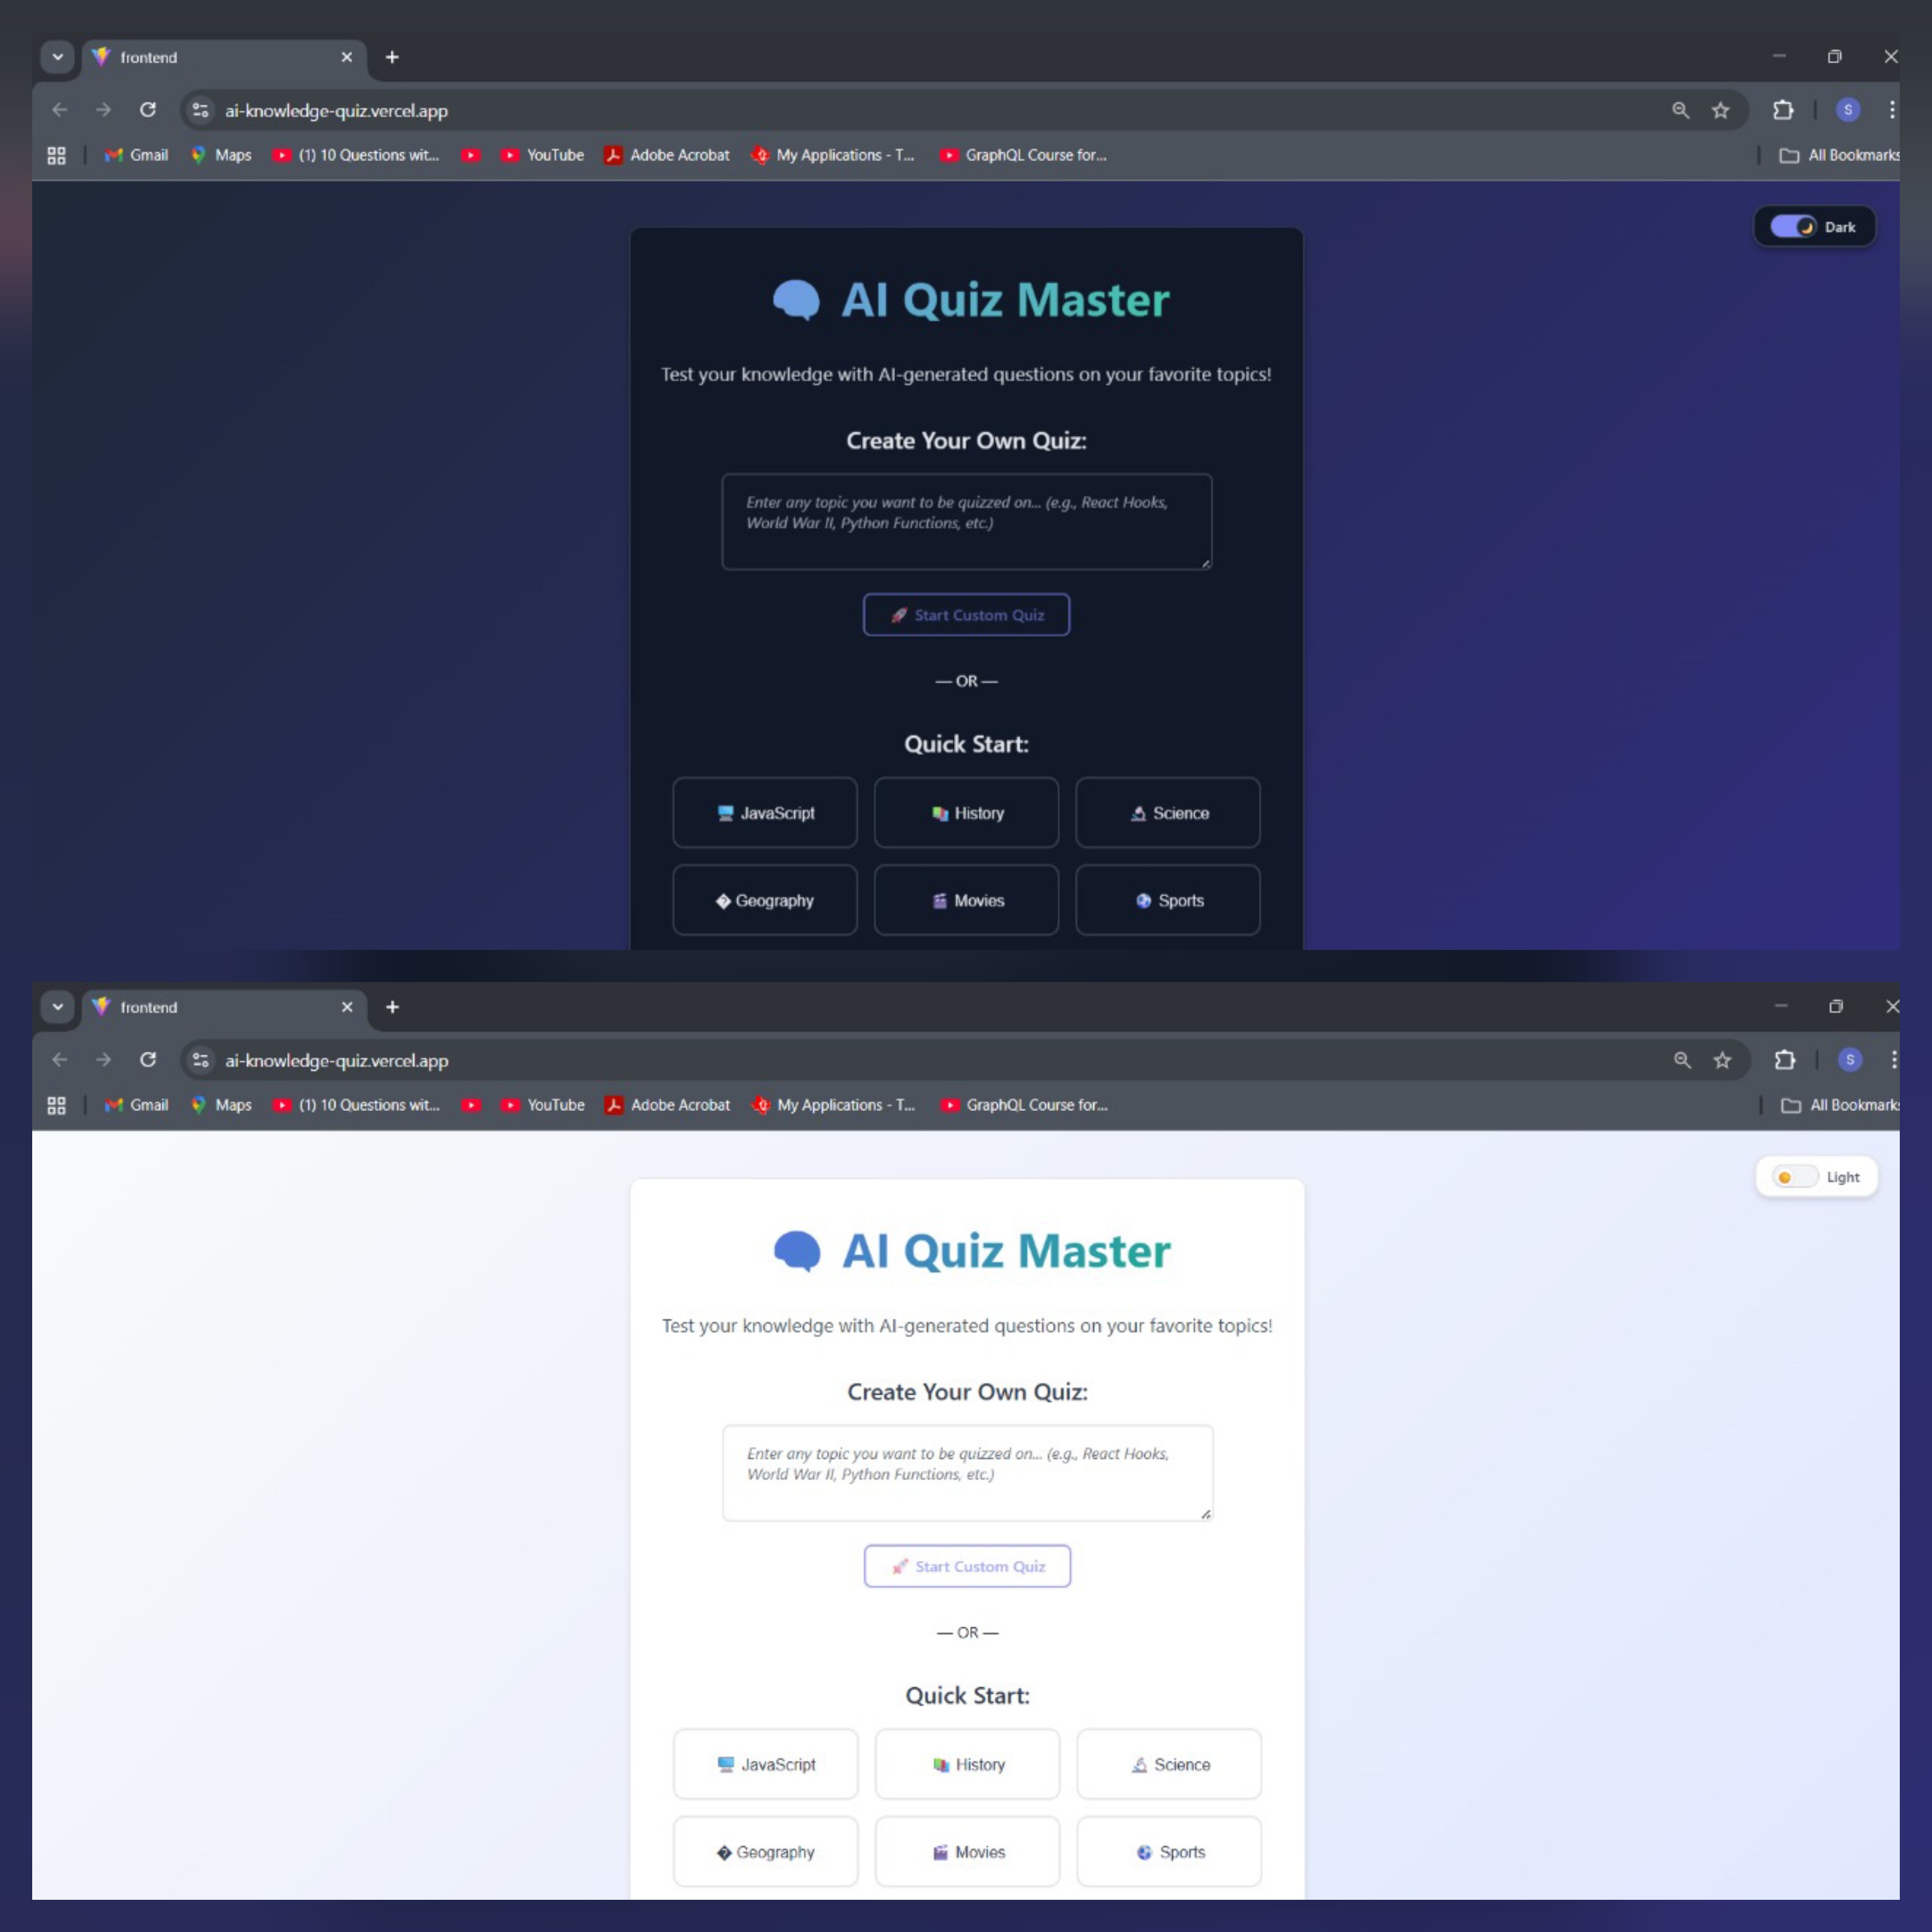 frontend
ai-knowledge-quiz.vercel.app
S
Gmail Maps (1) 10 Questions wit... YouTube Adobe Acrobat My Applications - T... GraphQL Course for... All Bookmarks
Dark
AI Quiz Master
Test your knowledge with AI-generated questions on your favorite topics!
Create Your Own Quiz:
Enter any topic you want to be quizzed on... (e.g., React Hooks,
World War II, Python Functions, etc.)
🚀 Start Custom Quiz
— OR —
Quick Start:
JavaScript History Science
� Geography Movies Sports
frontend
ai-knowledge-quiz.vercel.app
S
Gmail Maps (1) 10 Questions wit... YouTube Adobe Acrobat My Applications - T... GraphQL Course for... All Bookmarks
Light
AI Quiz Master
Test your knowledge with AI-generated questions on your favorite topics!
Create Your Own Quiz:
Enter any topic you want to be quizzed on... (e.g., React Hooks,
World War II, Python Functions, etc.)
🚀 Start Custom Quiz
— OR —
Quick Start:
JavaScript History Science
� Geography Movies Sports